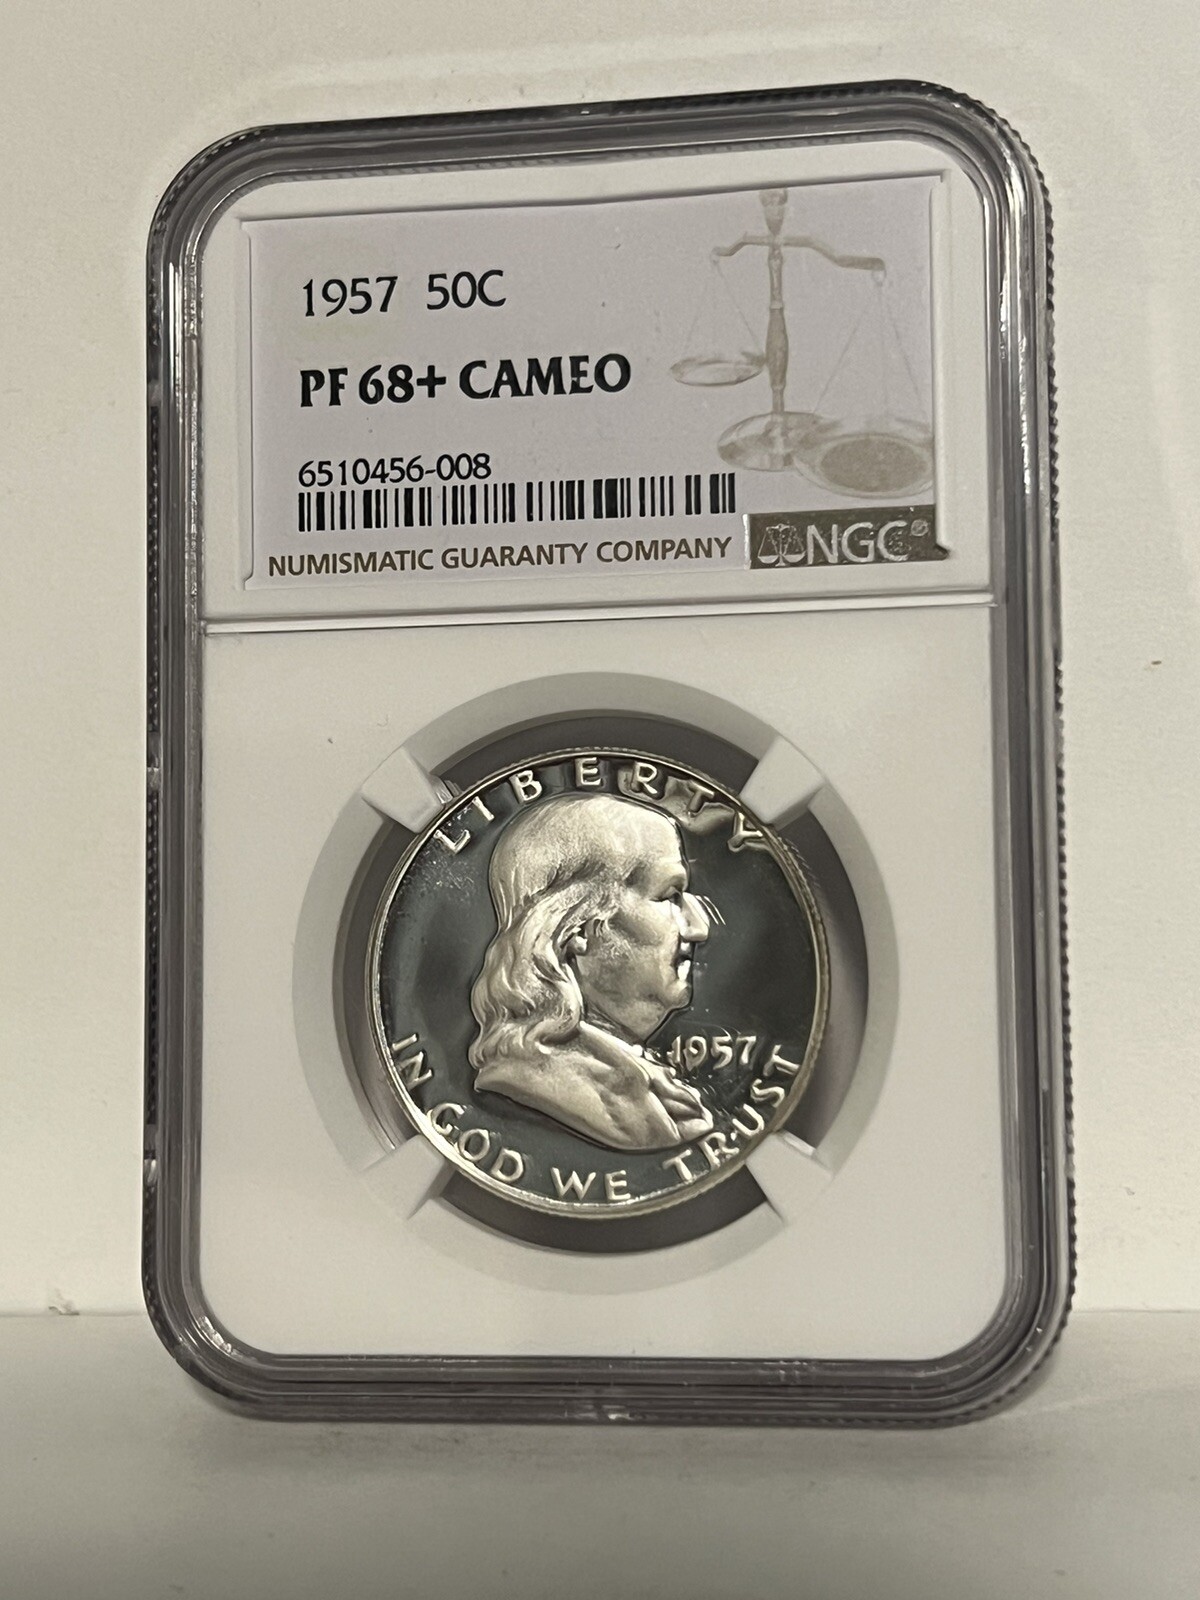 1957 50C
PF 68+ CAMEO
6510456-008
NUMISMATIC GUARANTY COMPANY
NGC®
LIBERTY
1957
IN GOD WE TRUST